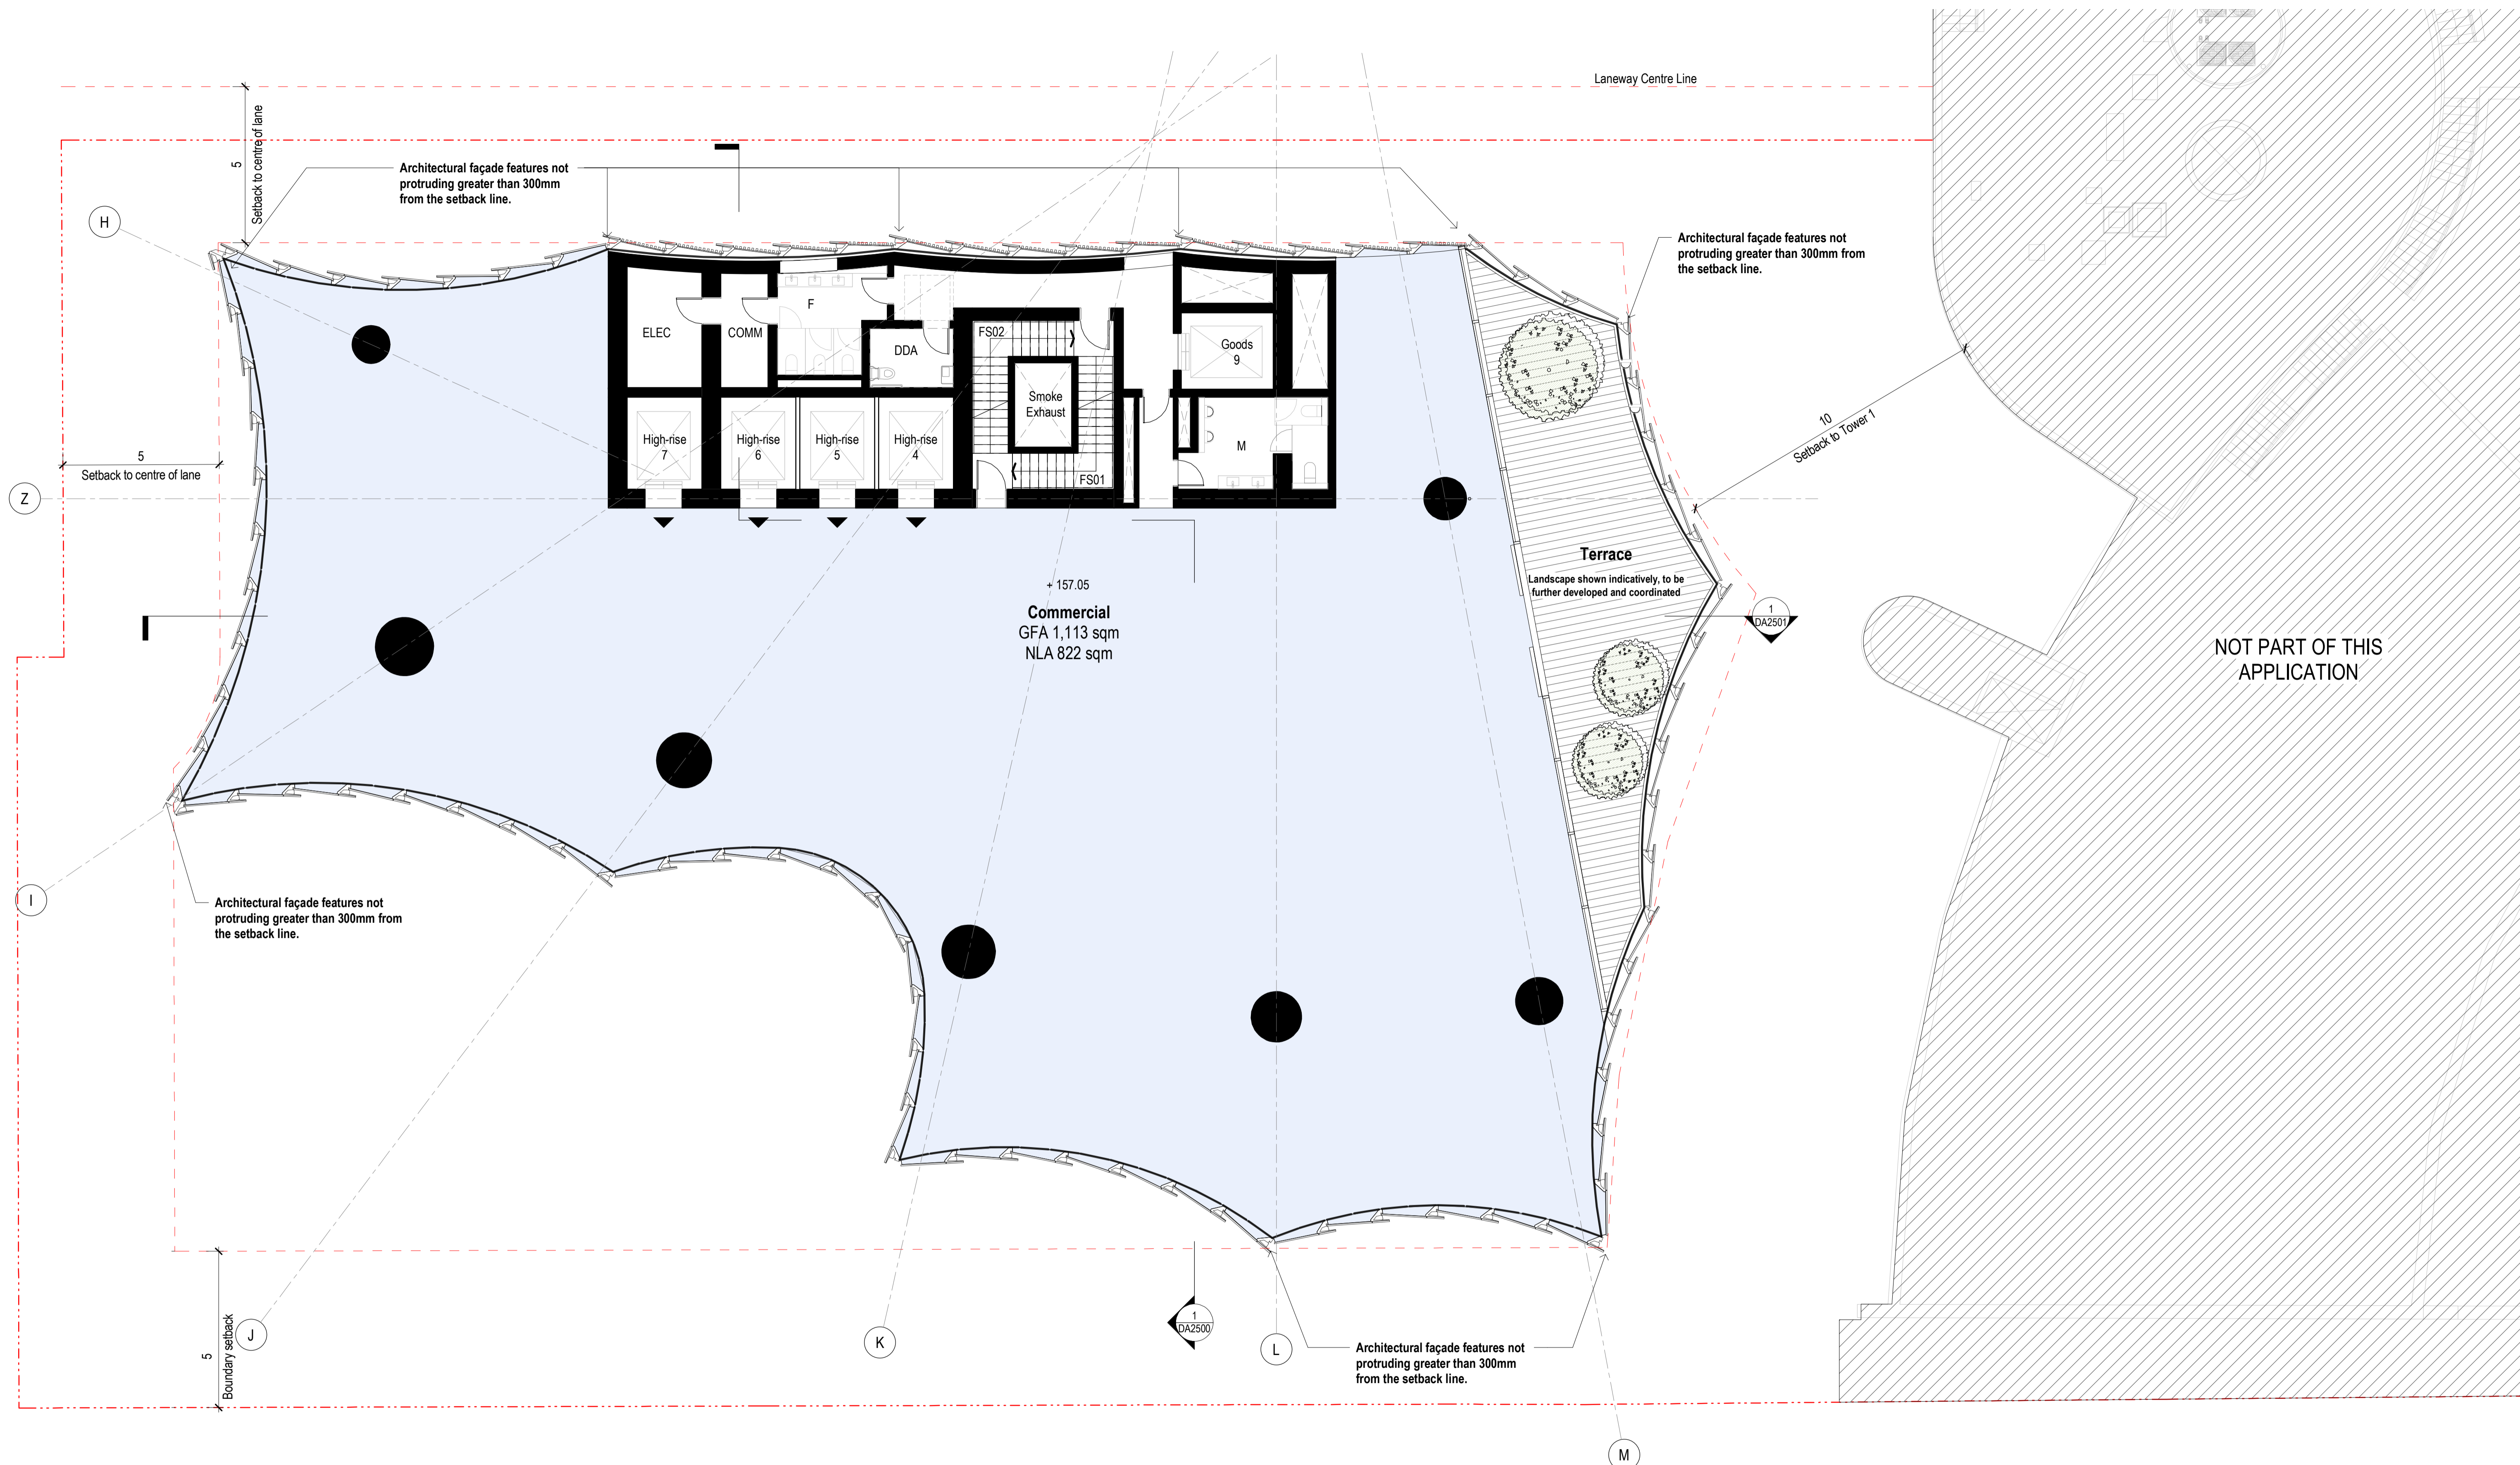 Laneway Centre Line
5
Setback to centre of lane
Architectural façade features not
protruding greater than 300mm
from the setback line.
H
Architectural façade features not
protruding greater than 300mm from
the setback line.
F
ELEC
COMM
DDA
FS02
Goods
9
Smoke
Exhaust
High-rise
7
High-rise
6
High-rise
5
High-rise
4
M
FS01
10
Setback to Tower 1
5
Setback to centre of lane
Z
Terrace
Landscape shown indicatively, to be
further developed and coordinated
+ 157.05
Commercial
GFA 1,113 sqm
NLA 822 sqm
1
DA2501
NOT PART OF THIS
APPLICATION
I
Architectural façade features not
protruding greater than 300mm from
the setback line.
5
Boundary setback
J
K
1
DA2500
L
Architectural façade features not
protruding greater than 300mm
from the setback line.
M